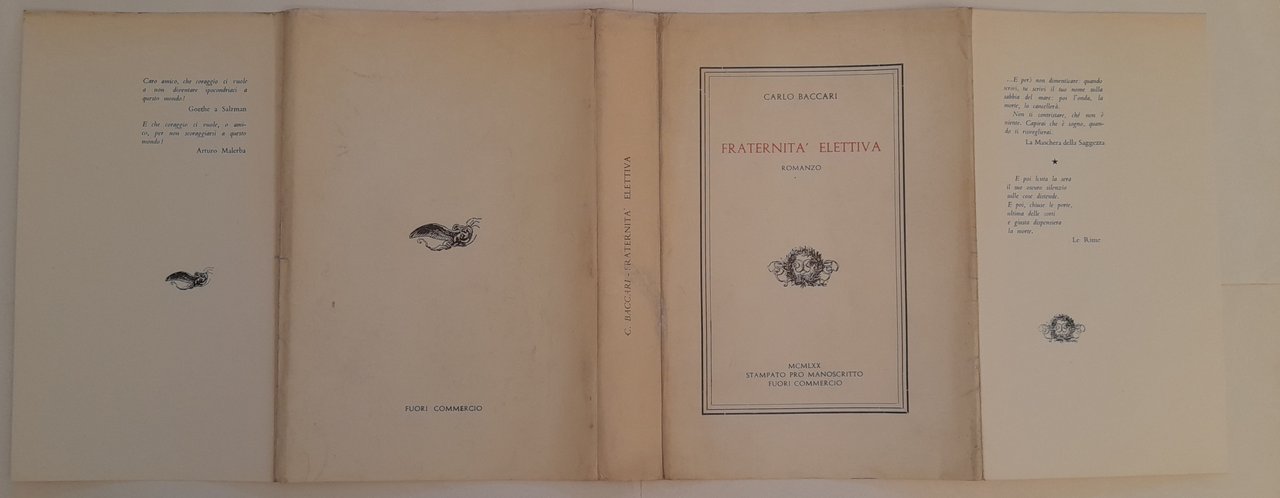 Caro amico, che coraggio ci vuole
a non diventare ipocondriaci a
questo mondo!
Goethe a Salzman
E che coraggio ci vuole, o ami-
co, per non scoraggiarsi a questo
mondo!
Arturo Malerba
FUORI COMMERCIO
C. BACCARI - FRATERNITA' ELETTIVA
CARLO BACCARI
FRATERNITA' ELETTIVA
ROMANZO
MCMLXX
STAMPATO PRO MANOSCRITTO
FUORI COMMERCIO
...E però non dimenticare: quando
scrivi, tu scrivi il tuo nome sulla
sabbia del mare: poi l'onda, la
morte, la cancellerà.
Non ti contristare, ché non è
niente. Capirai che è sogno, quan-
do ti risveglierai.
La Maschera della Saggezza
★
E poi licita la sera
il suo oscuro silenzio
sulle cose distende.
E poi, chiuse le porte,
ultima delle sorti
e giusta dispensiera
la morte.
Le Rime